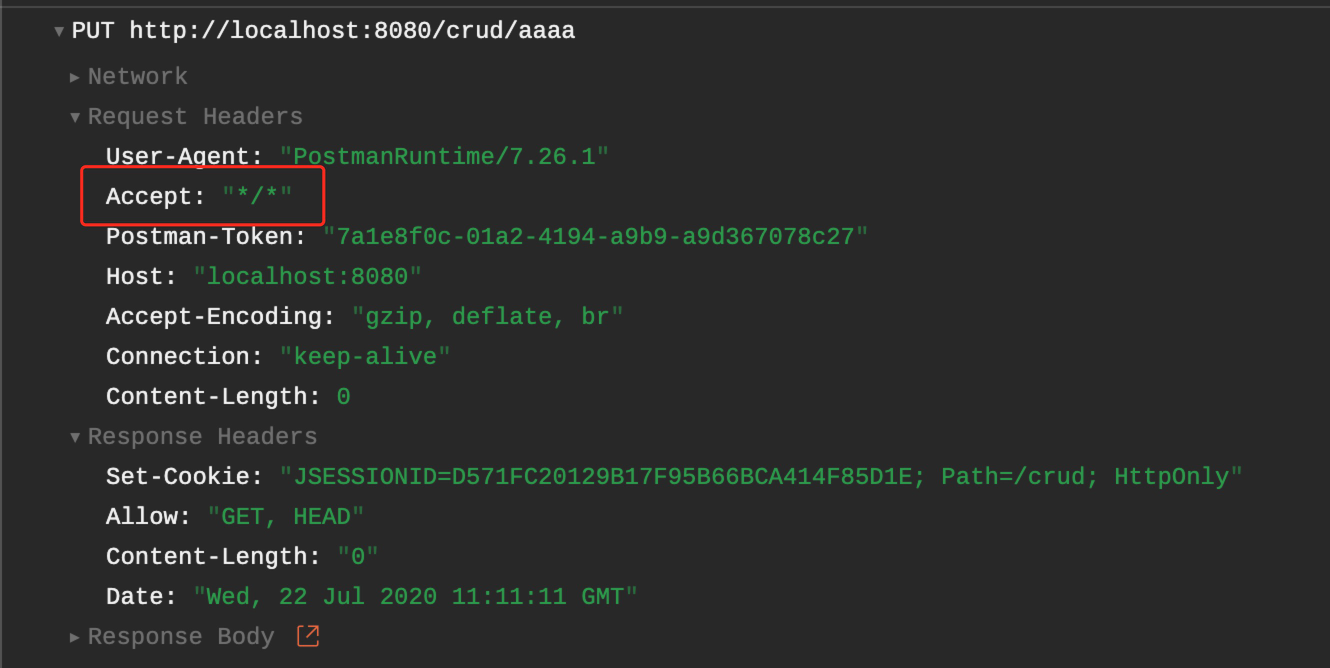 PUT http://localhost:8080/crud/aaaa
Network
Request Headers
User-Agent: "PostmanRuntime/7.26.1"
Accept: "*/*"
Postman-Token: "7a1e8f0c-01a2-4194-a9b9-a9d367078c27"
Host: "localhost:8080"
Accept-Encoding: "gzip, deflate, br"
Connection: "keep-alive"
Content-Length: 0
Response Headers
Set-Cookie: "JSESSIONID=D571FC20129B17F95B66BCA414F85D1E; Path=/crud; HttpOnly"
Allow: "GET, HEAD"
Content-Length: "0"
Date: "Wed, 22 Jul 2020 11:11:11 GMT"
Response Body